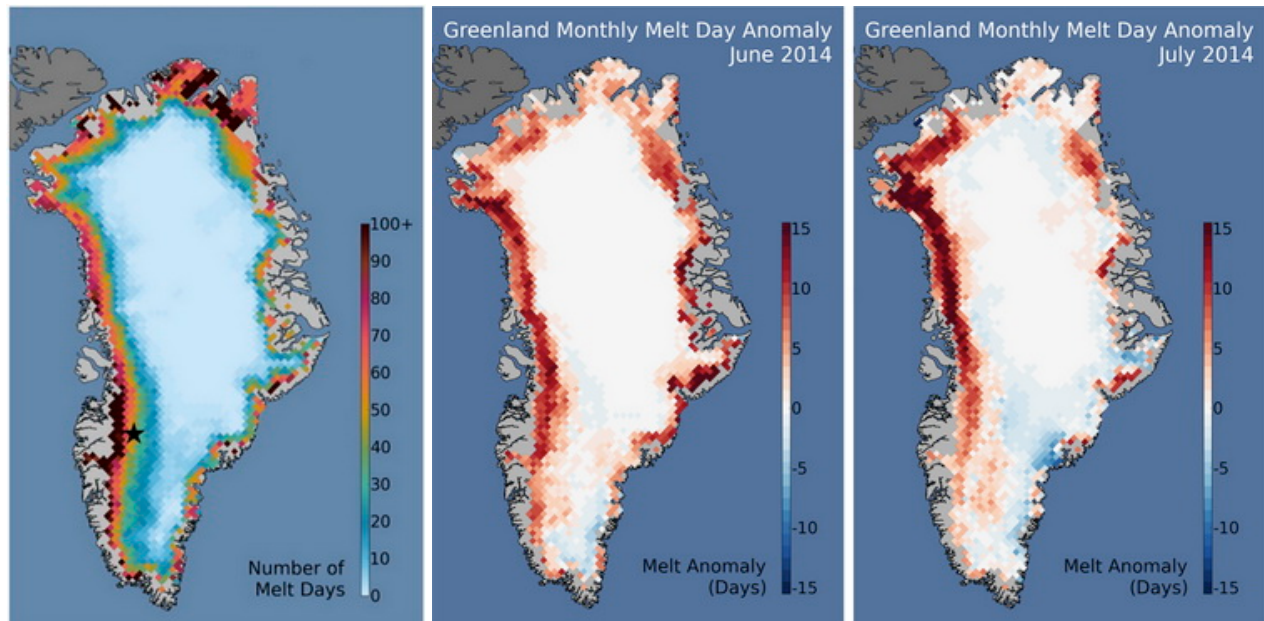 100+
90
80
70
60
50
40
30
20
10
0
Number of
Melt Days
Greenland Monthly Melt Day Anomaly
June 2014
15
10
5
0
-5
-10
-15
Melt Anomaly
(Days)
Greenland Monthly Melt Day Anomaly
July 2014
15
10
5
0
-5
-10
-15
Melt Anomaly
(Days)